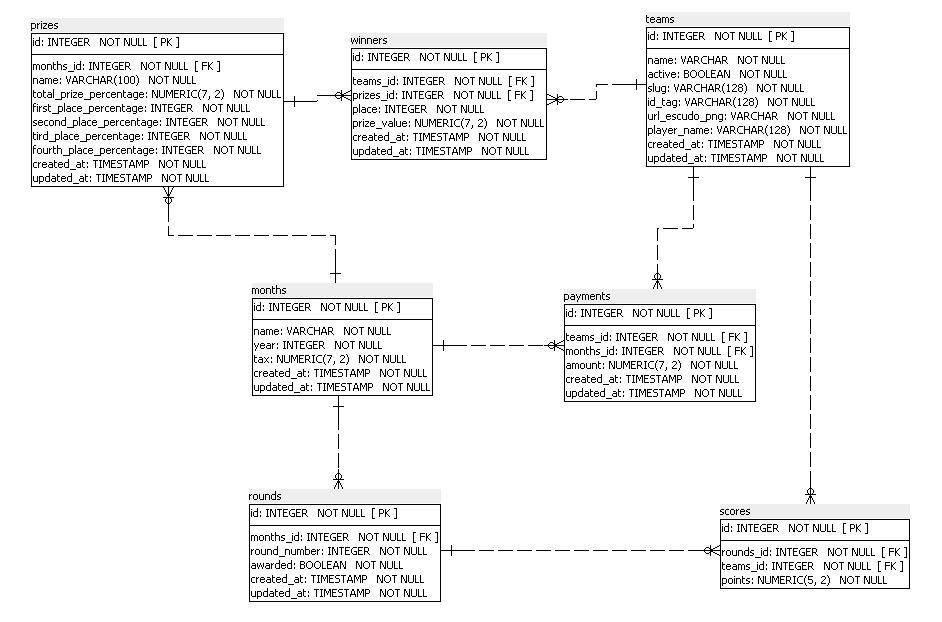 prizes
id: INTEGER NOT NULL [ PK ]
months_id: INTEGER NOT NULL [ FK ]
name: VARCHAR(100) NOT NULL
total_prize_percentage: NUMERIC(7, 2) NOT NULL
first_place_percentage: INTEGER NOT NULL
second_place_percentage: INTEGER NOT NULL
tird_place_percentage: INTEGER NOT NULL
fourth_place_percentage: INTEGER NOT NULL
created_at: TIMESTAMP NOT NULL
updated_at: TIMESTAMP NOT NULL
winners
id: INTEGER NOT NULL [ PK ]
teams_id: INTEGER NOT NULL [ FK ]
prizes_id: INTEGER NOT NULL [ FK ]
place: INTEGER NOT NULL
prize_value: NUMERIC(7, 2) NOT NULL
created_at: TIMESTAMP NOT NULL
updated_at: TIMESTAMP NOT NULL
teams
id: INTEGER NOT NULL [ PK ]
name: VARCHAR NOT NULL
active: BOOLEAN NOT NULL
slug: VARCHAR(128) NOT NULL
id_tag: VARCHAR(128) NOT NULL
url_escudo_png: VARCHAR NOT NULL
player_name: VARCHAR(128) NOT NULL
created_at: TIMESTAMP NOT NULL
updated_at: TIMESTAMP NOT NULL
months
id: INTEGER NOT NULL [ PK ]
name: VARCHAR NOT NULL
year: INTEGER NOT NULL
tax: NUMERIC(7, 2) NOT NULL
created_at: TIMESTAMP NOT NULL
updated_at: TIMESTAMP NOT NULL
payments
id: INTEGER NOT NULL [ PK ]
teams_id: INTEGER NOT NULL [ FK ]
months_id: INTEGER NOT NULL [ FK ]
amount: NUMERIC(7, 2) NOT NULL
created_at: TIMESTAMP NOT NULL
updated_at: TIMESTAMP NOT NULL
rounds
id: INTEGER NOT NULL [ PK ]
months_id: INTEGER NOT NULL [ FK ]
round_number: INTEGER NOT NULL
awarded: BOOLEAN NOT NULL
created_at: TIMESTAMP NOT NULL
updated_at: TIMESTAMP NOT NULL
scores
id: INTEGER NOT NULL [ PK ]
rounds_id: INTEGER NOT NULL [ FK ]
teams_id: INTEGER NOT NULL [ FK ]
points: NUMERIC(5, 2) NOT NULL